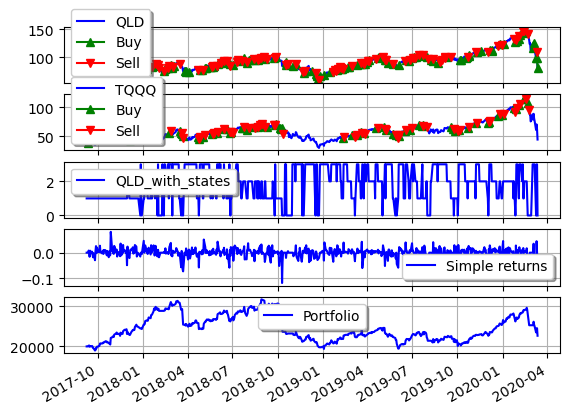 150
QLD
Buy
Sell
100
TQQQ
Buy
Sell
100
50
QLD_with_states
2
0
0.0
−0.1
Simple returns
30000
Portfolio
20000
2017-10 2018-01 2018-04 2018-07 2018-10 2019-01 2019-04 2019-07 2019-10 2020-01 2020-04